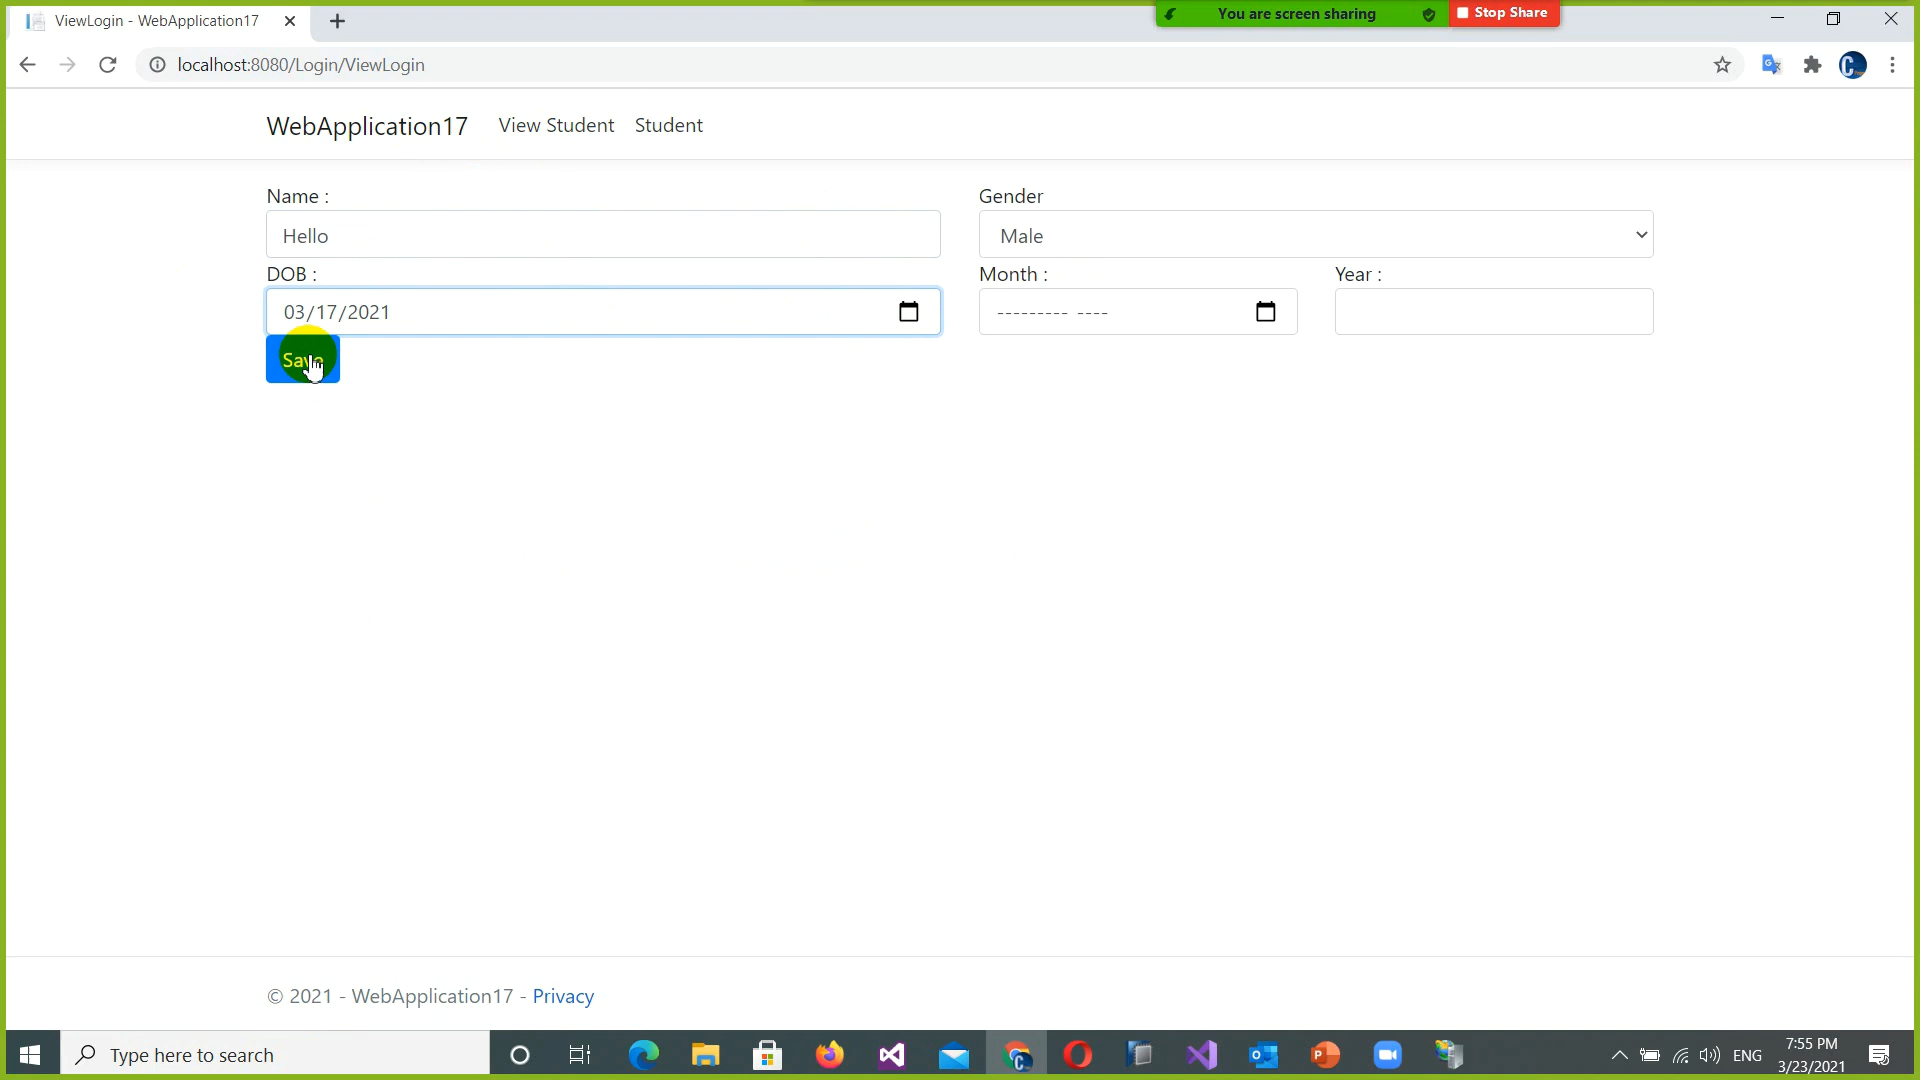 ViewLogin - WebApplication17
You are screen sharing
Stop Share
localhost:8080/Login/ViewLogin
WebApplication17 View Student Student
Name :
Gender
Hello
Male
DOB :
Month :
Year :
03/17/2021
--------- ----
Save
© 2021 - WebApplication17 - Privacy
Type here to search
ENG
7:55 PM
3/23/2021